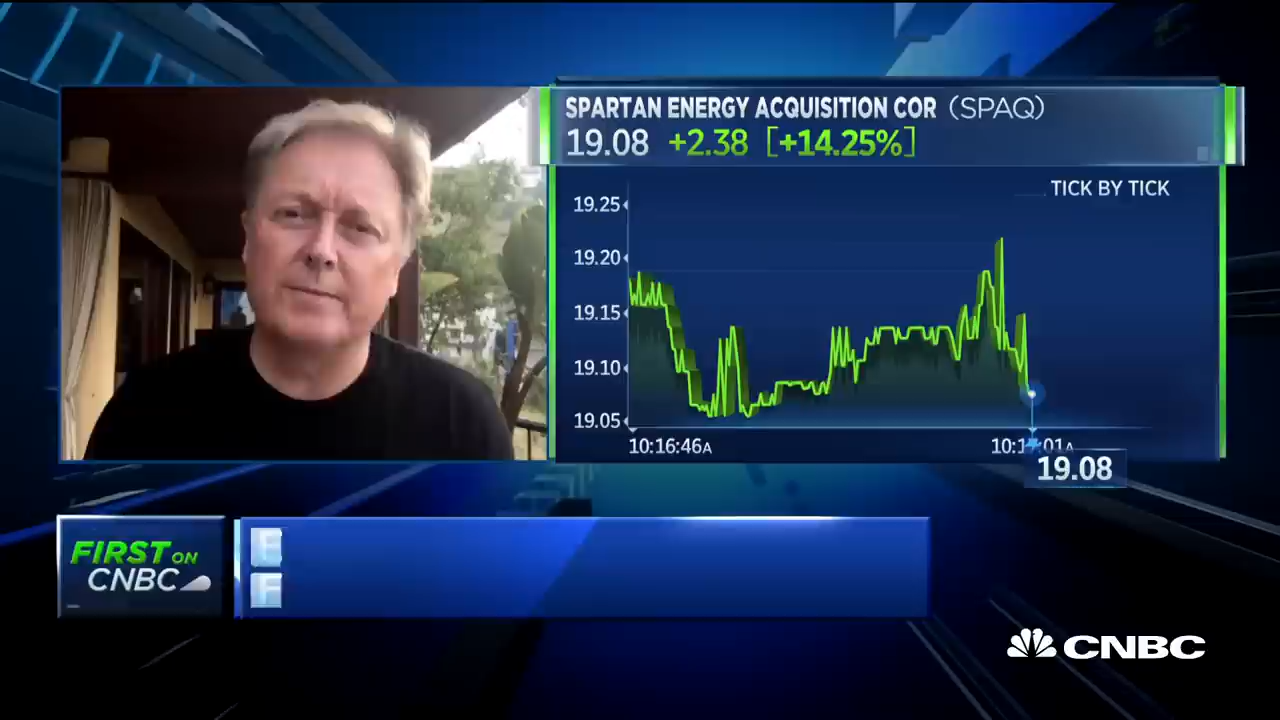 SPARTAN ENERGY ACQUISITION COR (SPAQ)
19.08 +2.38 [+14.25%]
TICK BY TICK
19.25
19.20
19.15
19.10
19.05
10:16:46A
19.08
FIRST ON
CNBC
F
F
CNBC